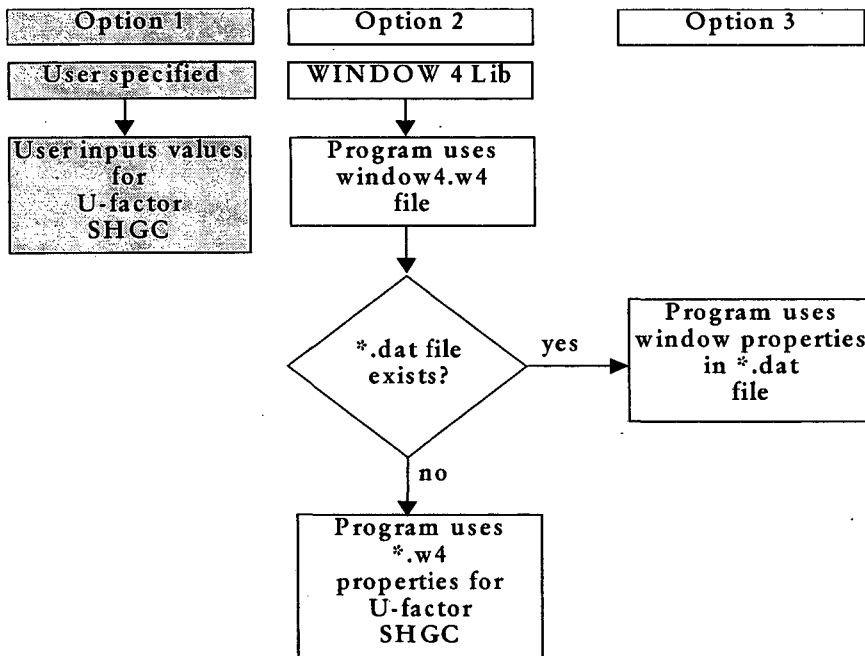 Option 1
Option 2
Option 3
User specified
WINDOW 4 Lib
User inputs values
for
U-factor
SHGC
Program uses
window4.w4
file
*.dat file
exists?
yes
Program uses
window properties
in *.dat
file
no
Program uses
*.w4
properties for
U-factor
SHGC